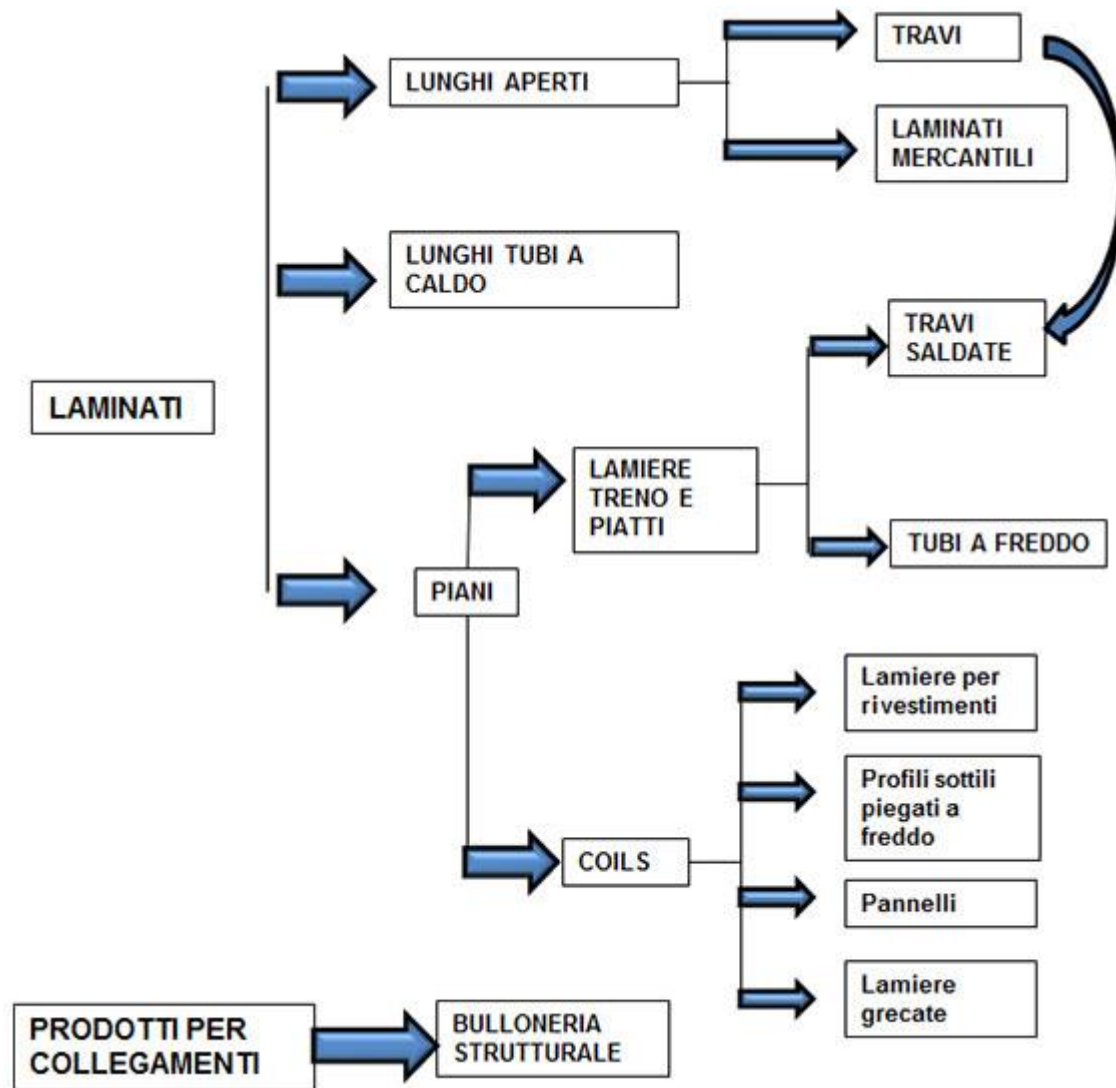 TRAVI
LUNGHI APERTI
LAMINATI
MERCANTILI
LUNGHI TUBI A
CALDO
TRAVI
SALDATE
LAMINATI
LAMIERE
TRENO E
PIATTI
TUBI A FREDDO
PIANI
Lamiere per
rivestimenti
Profili sottili
piegati a
freddo
COILS
Pannelli
Lamiere
grecate
PRODOTTI PER
COLLEGAMENTI
BULLONERIA
STRUTTURALE